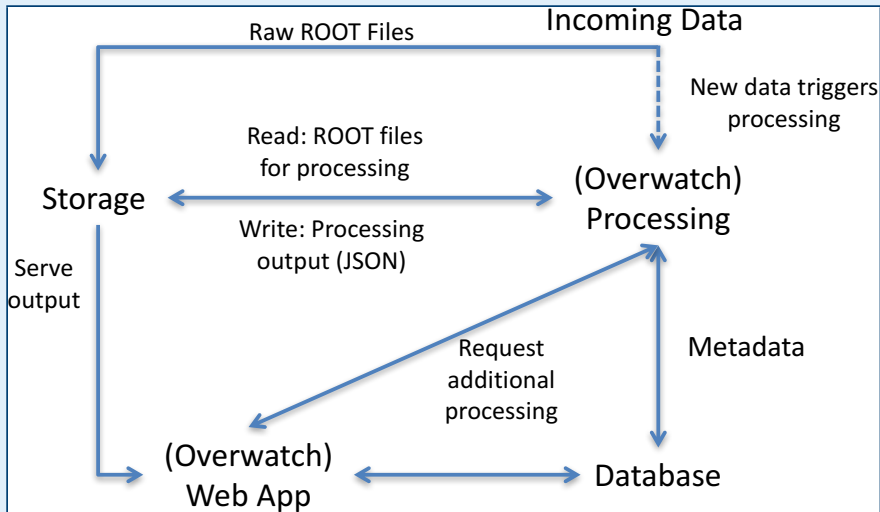 Incoming Data
Raw ROOT Files
New data triggers
processing
Read: ROOT files
for processing
(Overwatch)
Processing
Storage
Write: Processing
output (JSON)
Serve
output
Request
additional
processing
Metadata
(Overwatch)
Web App
Database